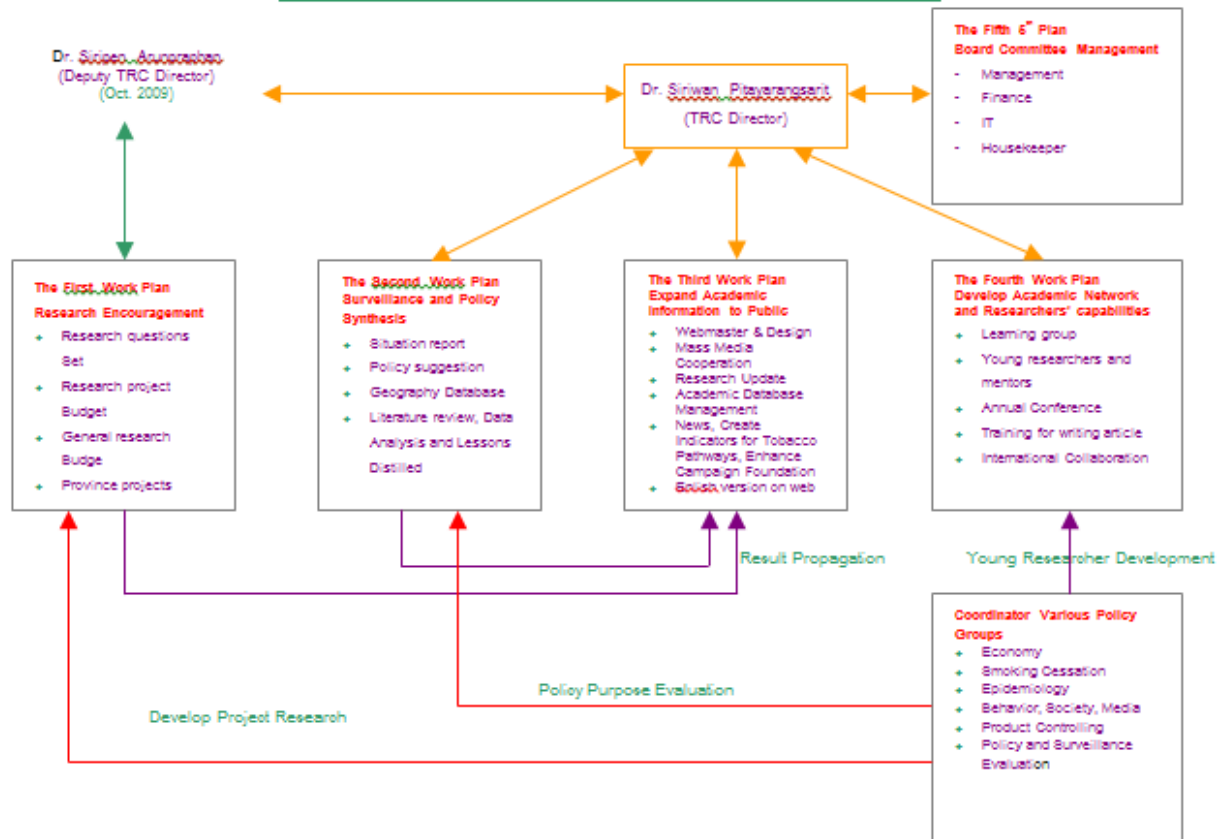 Dr. Siripen Arungraphan
(Deputy TRC Director)
(Oct. 2009)
Dr. Siriwan Pitayarangsarit
(TRC Director)
The Fifth 5th Plan
Board Committee Management
- Management
- Finance
- IT
- Housekeeper
The First Work Plan
Research Encouragement
+ Research questions
Set
+ Research project
Budget
+ General research
Budge
+ Province projects
The Second Work Plan
Surveillance and Policy
Synthesis
+ Situation report
+ Policy suggestion
+ Geography Database
+ Literature review, Data
Analysis and Lessons
Distilled
The Third Work Plan
Expand Academic
Information to Public
+ Webmaster & Design
+ Mass Media
Cooperation
+ Research Update
+ Academic Database
Management
+ News, Create
Indicators for Tobacco
Pathways, Enhance
Campaign Foundation
+ version on web
The Fourth Work Plan
Develop Academic Network
and Researchers' capabilities
+ Learning group
+ Young researchers and
mentors
+ Annual Conference
+ Training for writing article
+ International Collaboration
Result Propagation
Young Researcher Development
Coordinator Various Policy
Groups
+ Economy
+ Smoking Cessation
+ Epidemiology
+ Behavior, Society, Media
+ Product Controlling
+ Policy and Surveillance
Evaluation
Policy Purpose Evaluation
Develop Project Research